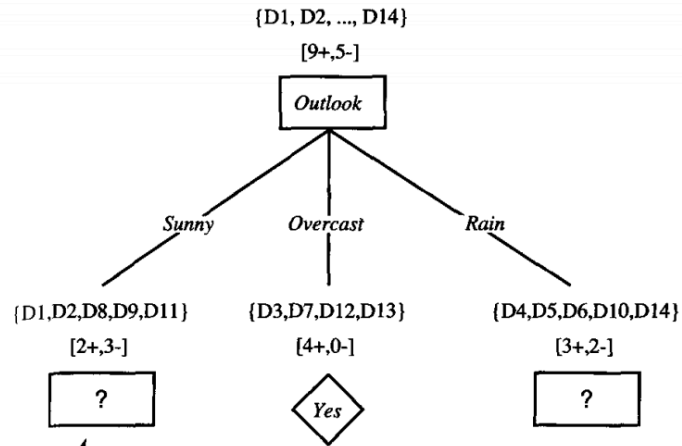 {D1, D2, ..., D14}
[9+,5-]
Outlook
Sunny Overcast Rain
{D1,D2,D8,D9,D11} {D3,D7,D12,D13} {D4,D5,D6,D10,D14}
[2+,3-] [4+,0-] [3+,2-]
? Yes ?